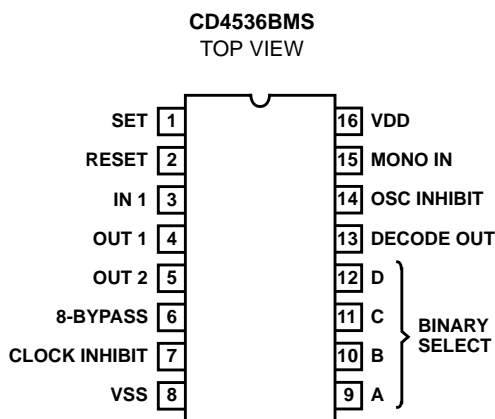 CD4536BMS
TOP VIEW
SET 1 16 VDD
RESET 2 15 MONO IN
IN 1 3 14 OSC INHIBIT
OUT 1 4 13 DECODE OUT
OUT 2 5 12 D
8-BYPASS 6 11 C
CLOCK INHIBIT 7 10 B
VSS 8 9 A
BINARY
SELECT